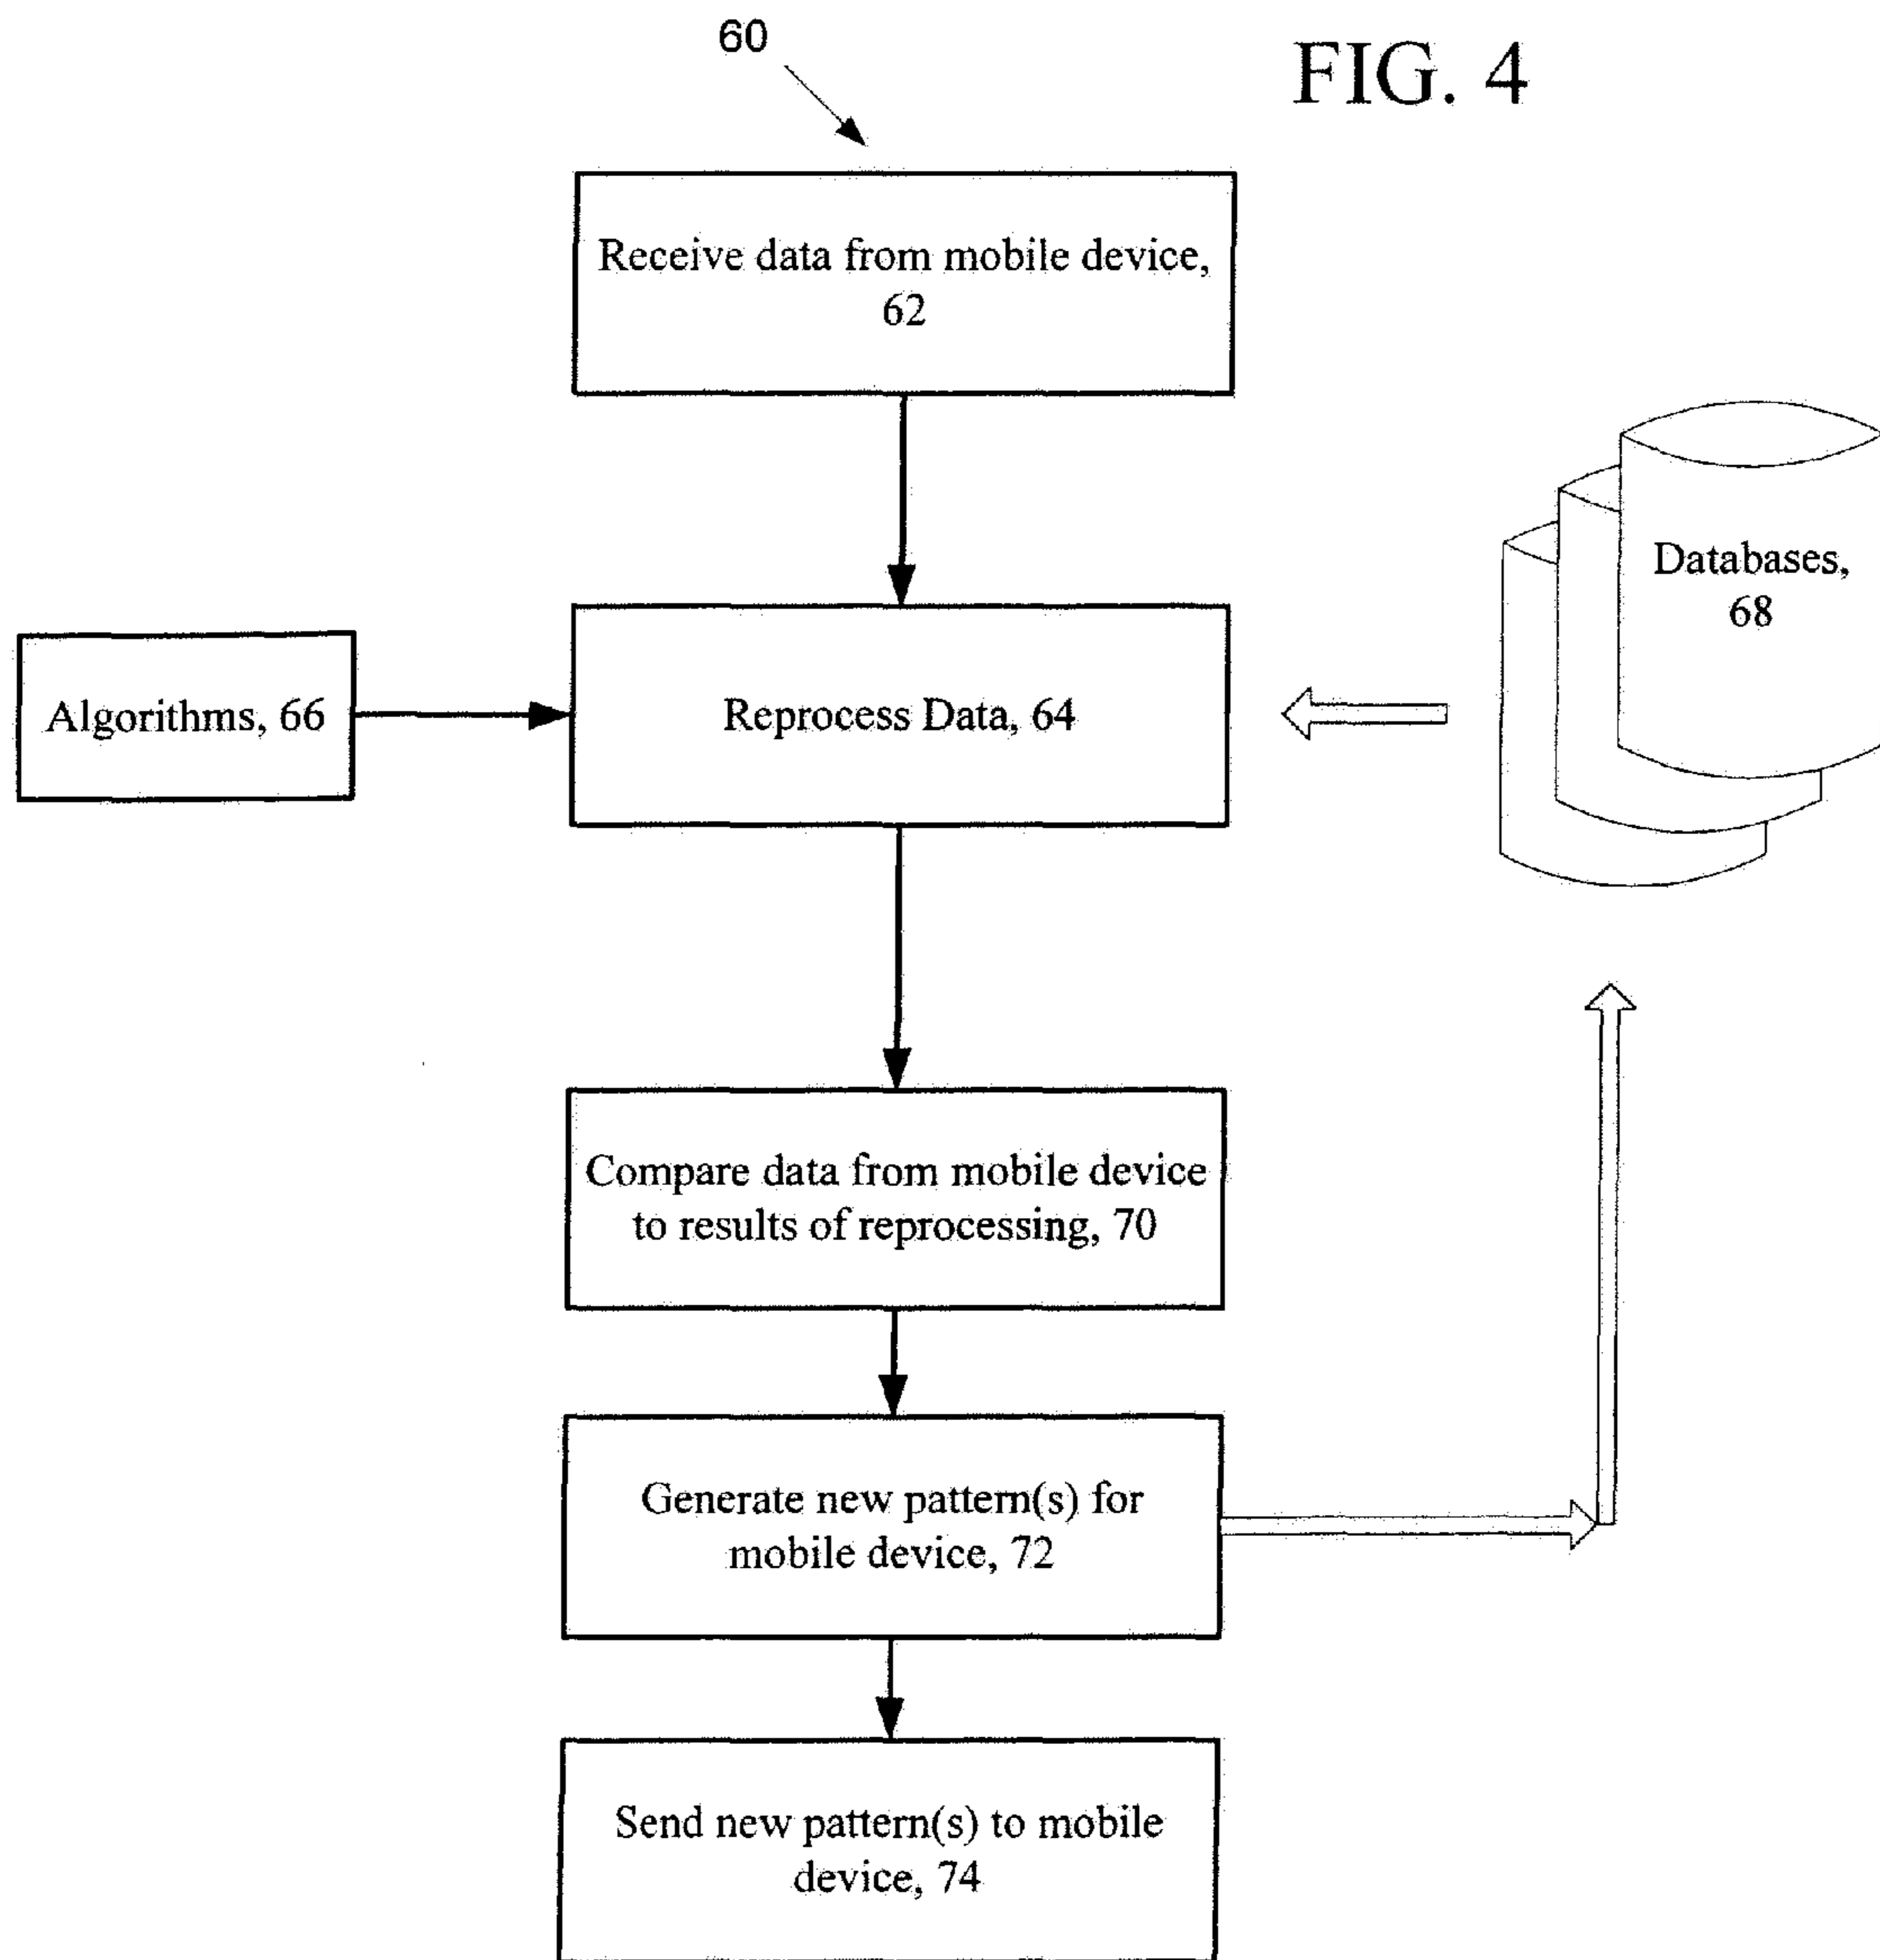 60
FIG. 4
Receive data from mobile device,
62
Databases,
68
Algorithms, 66
Reprocess Data, 64
Compare data from mobile device
to results of reprocessing, 70
Generate new pattern(s) for
mobile device, 72
Send new pattern(s) to mobile
device, 74